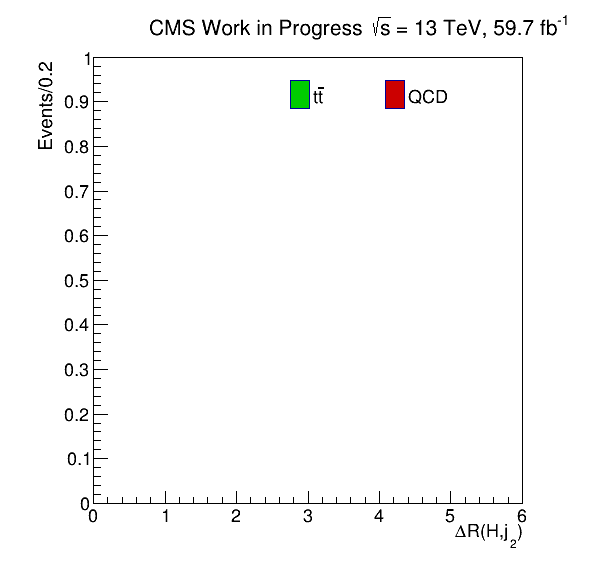 CMS Work in Progress √s = 13 TeV, 59.7 fb⁻¹
Events/0.2
1
0.9
0.8
0.7
0.6
0.5
0.4
0.3
0.2
0.1
0
tt̄
QCD
0 1 2 3 4 5 6
ΔR(H,j₂)